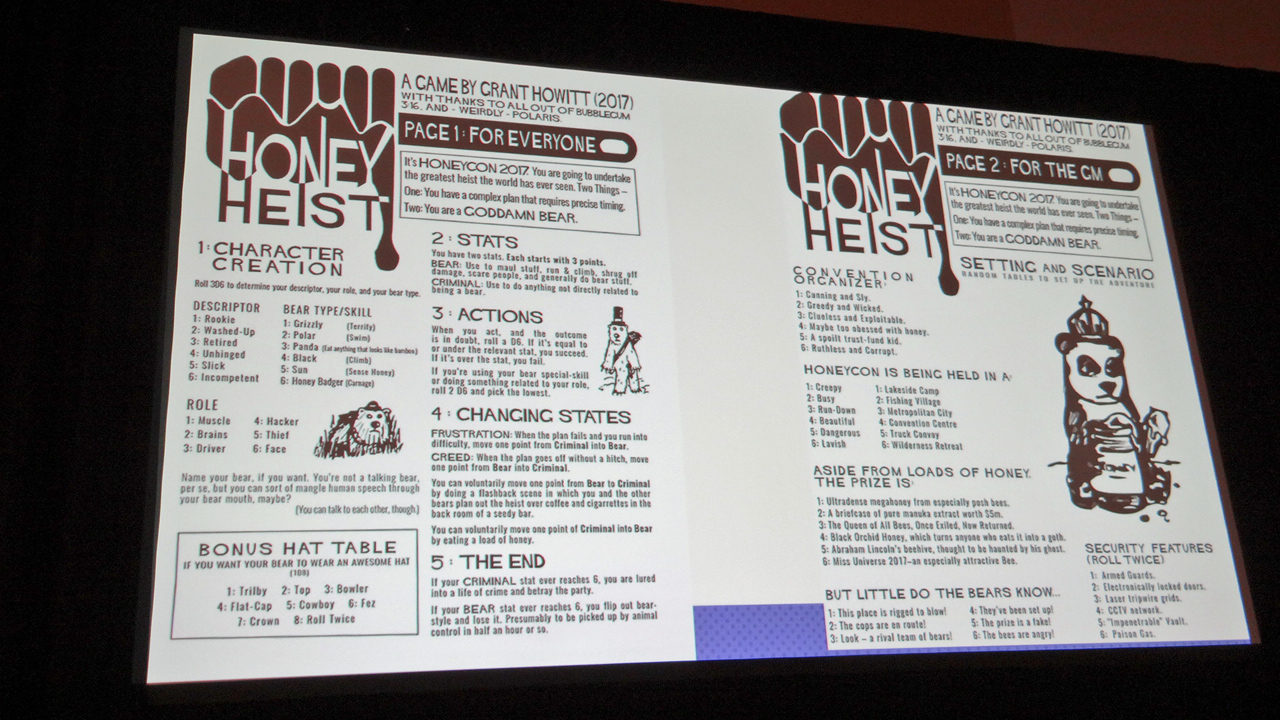 HONEY
HEIST
A GAME BY GRANT HOWITT (2017)
WITH THANKS TO ALL OUT OF BUBBLEGUM
3:16. AND - WEIRDLY - POLARIS.
PAGE 1: FOR EVERYONE
It's HONEYCON 2017. You are going to undertake
the greatest heist the world has ever seen. Two Things –
One: You have a complex plan that requires precise timing.
Two: You are a GODDAMN BEAR.
1: CHARACTER
CREATION
Roll 3D6 to determine your descriptor, your role, and your bear type.
DESCRIPTOR
1: Rookie
2: Washed-Up
3: Retired
4: Unhinged
5: Slick
6: Incompetent
BEAR TYPE/SKILL
1: Grizzly (Terrify)
2: Polar (Swim)
3: Panda (Eat anything that looks like bamboo)
4: Black (Climb)
5: Sun (Sense Honey)
6: Honey Badger (Carnage)
ROLE
1: Muscle 4: Hacker
2: Brains 5: Thief
3: Driver 6: Face
Name your bear, if you want. You're not a talking bear,
per se, but you can sort of mangle human speech through
your bear mouth, maybe?
(You can talk to each other, though.)
BONUS HAT TABLE
IF YOU WANT YOUR BEAR TO WEAR AN AWESOME HAT
(1D8)
1: Trilby 2: Top 3: Bowler
4: Flat-Cap 5: Cowboy 6: Fez
7: Crown 8: Roll Twice
2: STATS
You have two stats. Each starts with 3 points.
BEAR: Use to maul stuff, run & climb, shrug off
damage, scare people, and generally do bear stuff.
CRIMINAL: Use to do anything not directly related to
being a bear.
3: ACTIONS
When you act, and the outcome
is in doubt, roll a D6. If it's equal to
or under the relevant stat, you succeed.
If it's over the stat, you fail.
If you're using your bear special-skill
or doing something related to your role,
roll 2 D6 and pick the lowest.
4: CHANGING STATES
FRUSTRATION: When the plan fails and you run into
difficulty, move one point from Criminal into Bear.
GREED: When the plan goes off without a hitch, move
one point from Bear into Criminal.
You can voluntarily move one point from Bear to Criminal
by doing a flashback scene in which you and the other
bears plan out the heist over coffee and cigarettes in the
back room of a seedy bar.
You can voluntarily move one point of Criminal into Bear
by eating a load of honey.
5: THE END
If your CRIMINAL stat ever reaches 6, you are lured
into a life of crime and betray the party.
If your BEAR stat ever reaches 6, you flip out bear-
style and lose it. Presumably to be picked up by animal
control in half an hour or so.
HONEY
HEIST
A GAME BY GRANT HOWITT (2017)
WITH THANKS TO ALL OUT OF BUBBLEGUM
3:16. AND - WEIRDLY - POLARIS.
PAGE 2: FOR THE GM
It's HONEYCON 2017. You are going to undertake
the greatest heist the world has ever seen. Two Things –
One: You have a complex plan that requires precise timing.
Two: You are a GODDAMN BEAR.
SETTING AND SCENARIO
RANDOM TABLES TO SET UP THE ADVENTURE
CONVENTION
ORGANIZER:
1: Cunning and Sly.
2: Greedy and Wicked.
3: Clueless and Exploitable.
4: Maybe too obsessed with honey.
5: A spoilt trust-fund kid.
6: Ruthless and Corrupt.
HONEYCON IS BEING HELD IN A:
1: Creepy 1: Lakeside Camp
2: Busy 2: Fishing Village
3: Run-Down 3: Metropolitan City
4: Beautiful 4: Convention Centre
5: Dangerous 5: Truck Convoy
6: Lavish 6: Wilderness Retreat
ASIDE FROM LOADS OF HONEY,
THE PRIZE IS:
1: Ultradense megahoney from especially posh bees.
2: A briefcase of pure manuka extract worth $5m.
3: The Queen of All Bees, Once Exiled, Now Returned.
4: Black Orchid Honey, which turns anyone who eats it into a goth.
5: Abraham Lincoln's beehive, thought to be haunted by his ghost.
6: Miss Universe 2017–an especially attractive Bee.
BUT LITTLE DO THE BEARS KNOW...
1: This place is rigged to blow! 4: They've been set up!
2: The cops are en route! 5: The prize is a fake!
3: Look – a rival team of bears! 6: The bees are angry!
SECURITY FEATURES
(ROLL TWICE)
1: Armed Guards.
2: Electronically locked doors.
3: Laser tripwire grids.
4: CCTV network.
5: "Impenetrable" Vault.
6: Poison Gas.